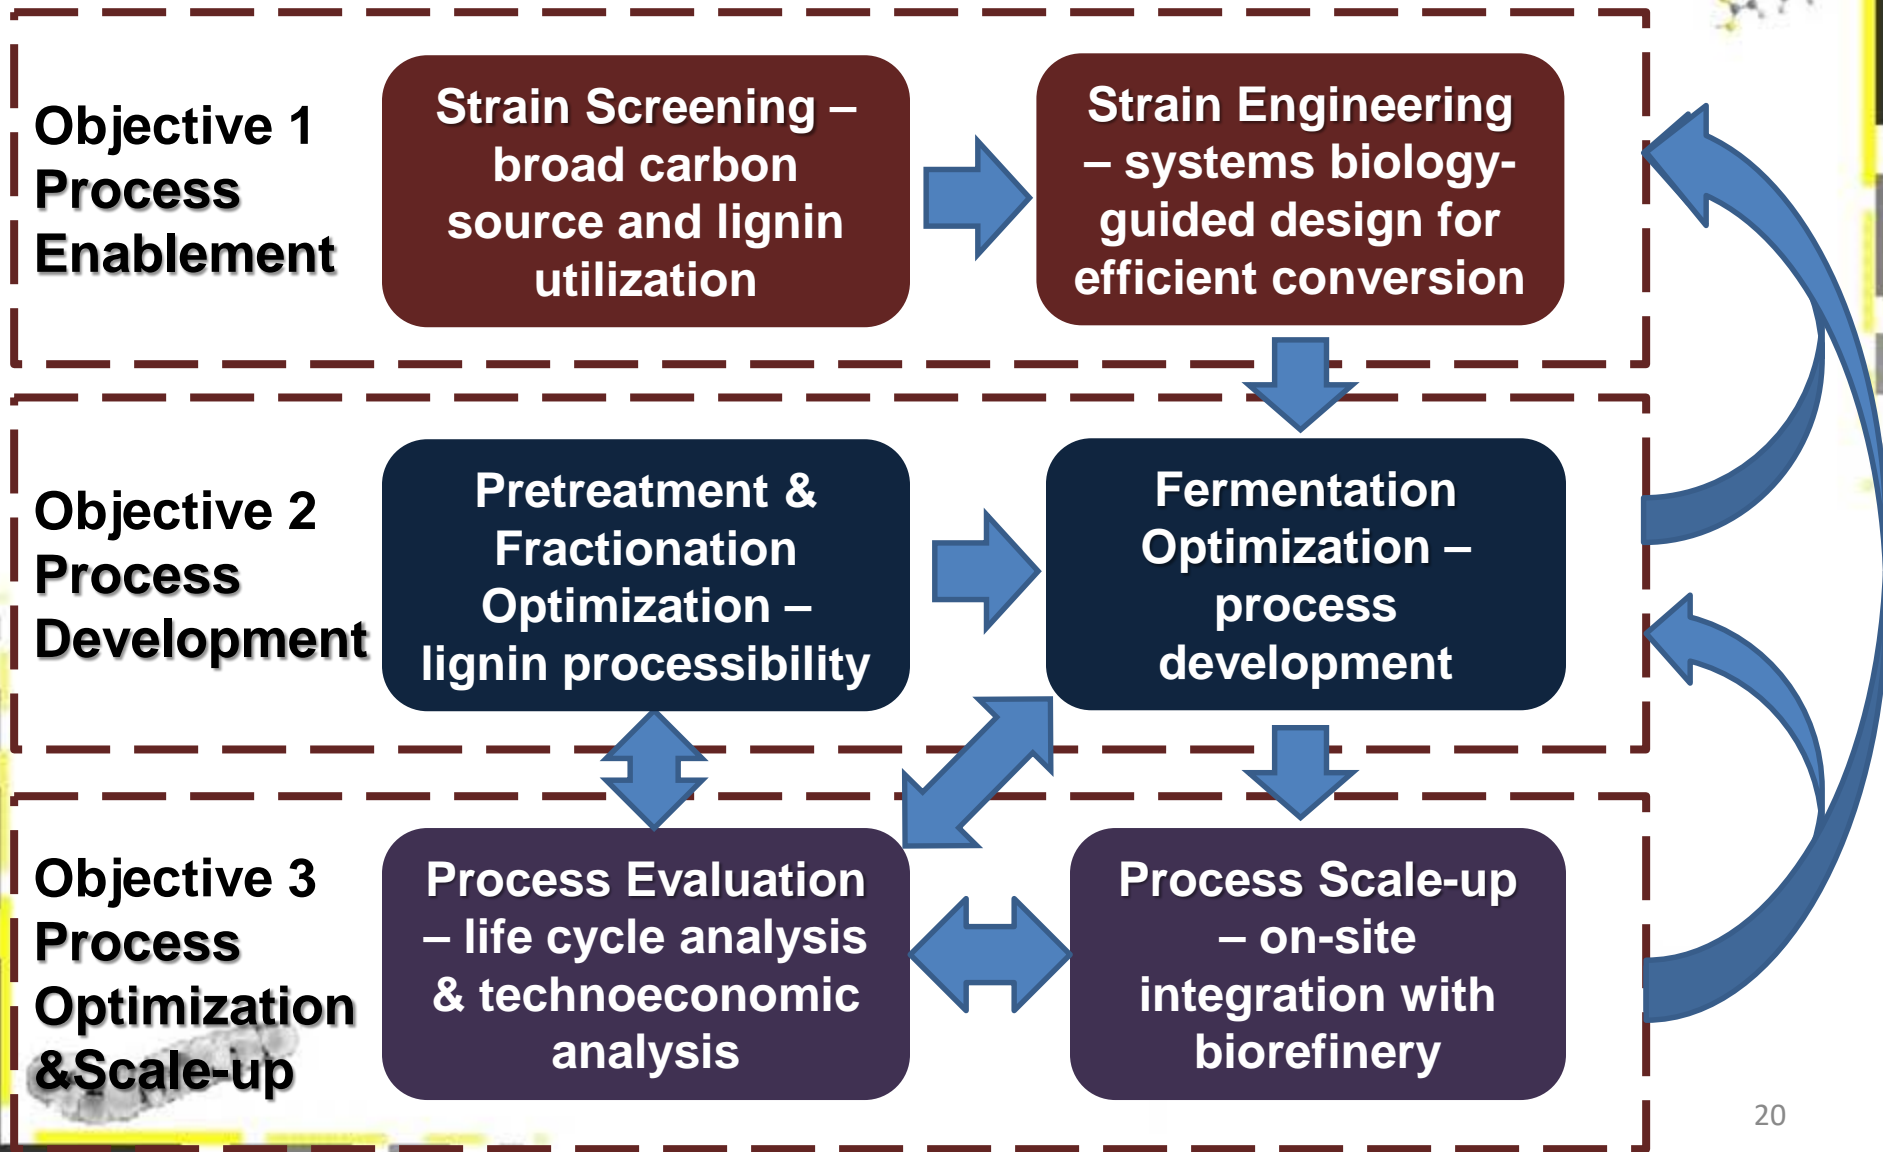 Objective 1
Process
Enablement
Strain Screening –
broad carbon
source and lignin
utilization
Strain Engineering
– systems biology-
guided design for
efficient conversion
Objective 2
Process
Development
Pretreatment &
Fractionation
Optimization –
lignin processibility
Fermentation
Optimization –
process
development
Objective 3
Process
Optimization
&Scale-up
Process Evaluation
– life cycle analysis
& technoeconomic
analysis
Process Scale-up
– on-site
integration with
biorefinery
20